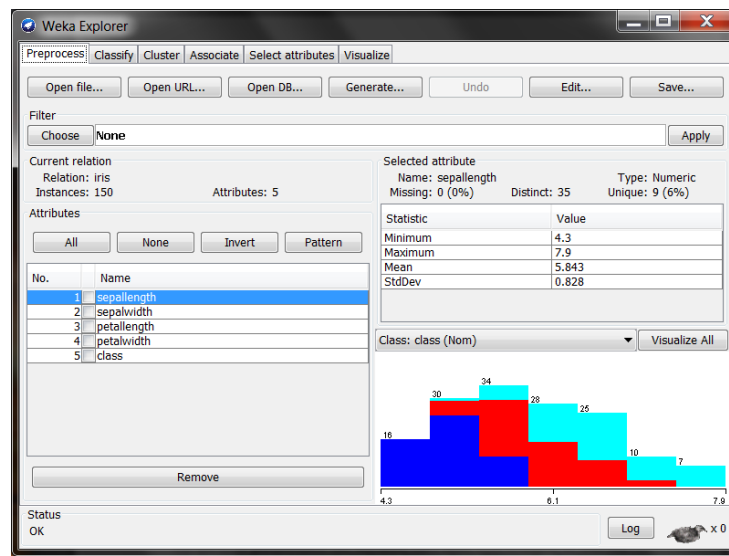 Weka Explorer
Preprocess Classify Cluster Associate Select attributes Visualize
Open file... Open URL... Open DB... Generate... Undo Edit... Save...
Filter
Choose None Apply
Current relation
Relation: iris
Instances: 150 Attributes: 5
Attributes
All None Invert Pattern
No. Name
1 sepallength
2 sepalwidth
3 petallength
4 petalwidth
5 class
Remove
Selected attribute
Name: sepallength Type: Numeric
Missing: 0 (0%) Distinct: 35 Unique: 9 (6%)
Statistic Value
Minimum 4.3
Maximum 7.9
Mean 5.843
StdDev 0.828
Class: class (Nom) Visualize All
16 30 34 28 25 10 7
4.3 6.1 7.9
Status
OK Log x 0